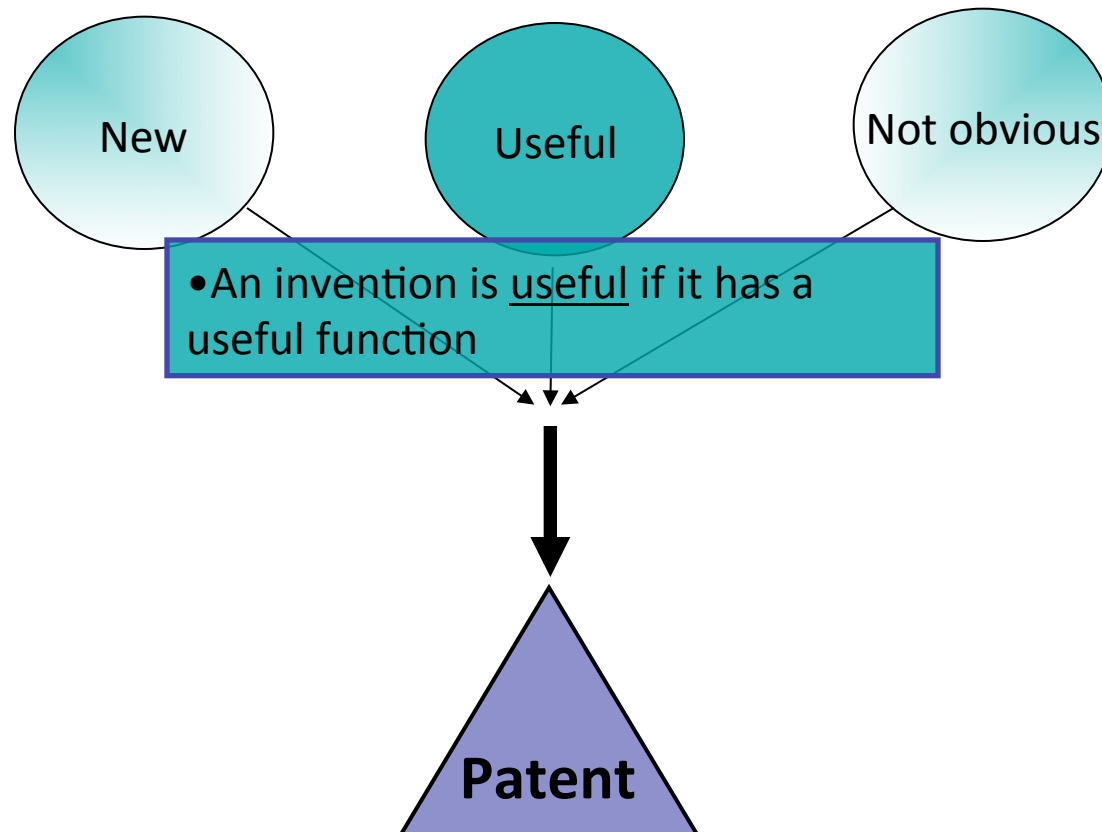 New
Useful
Not obvious
•An invention is useful if it has a
useful function
Patent